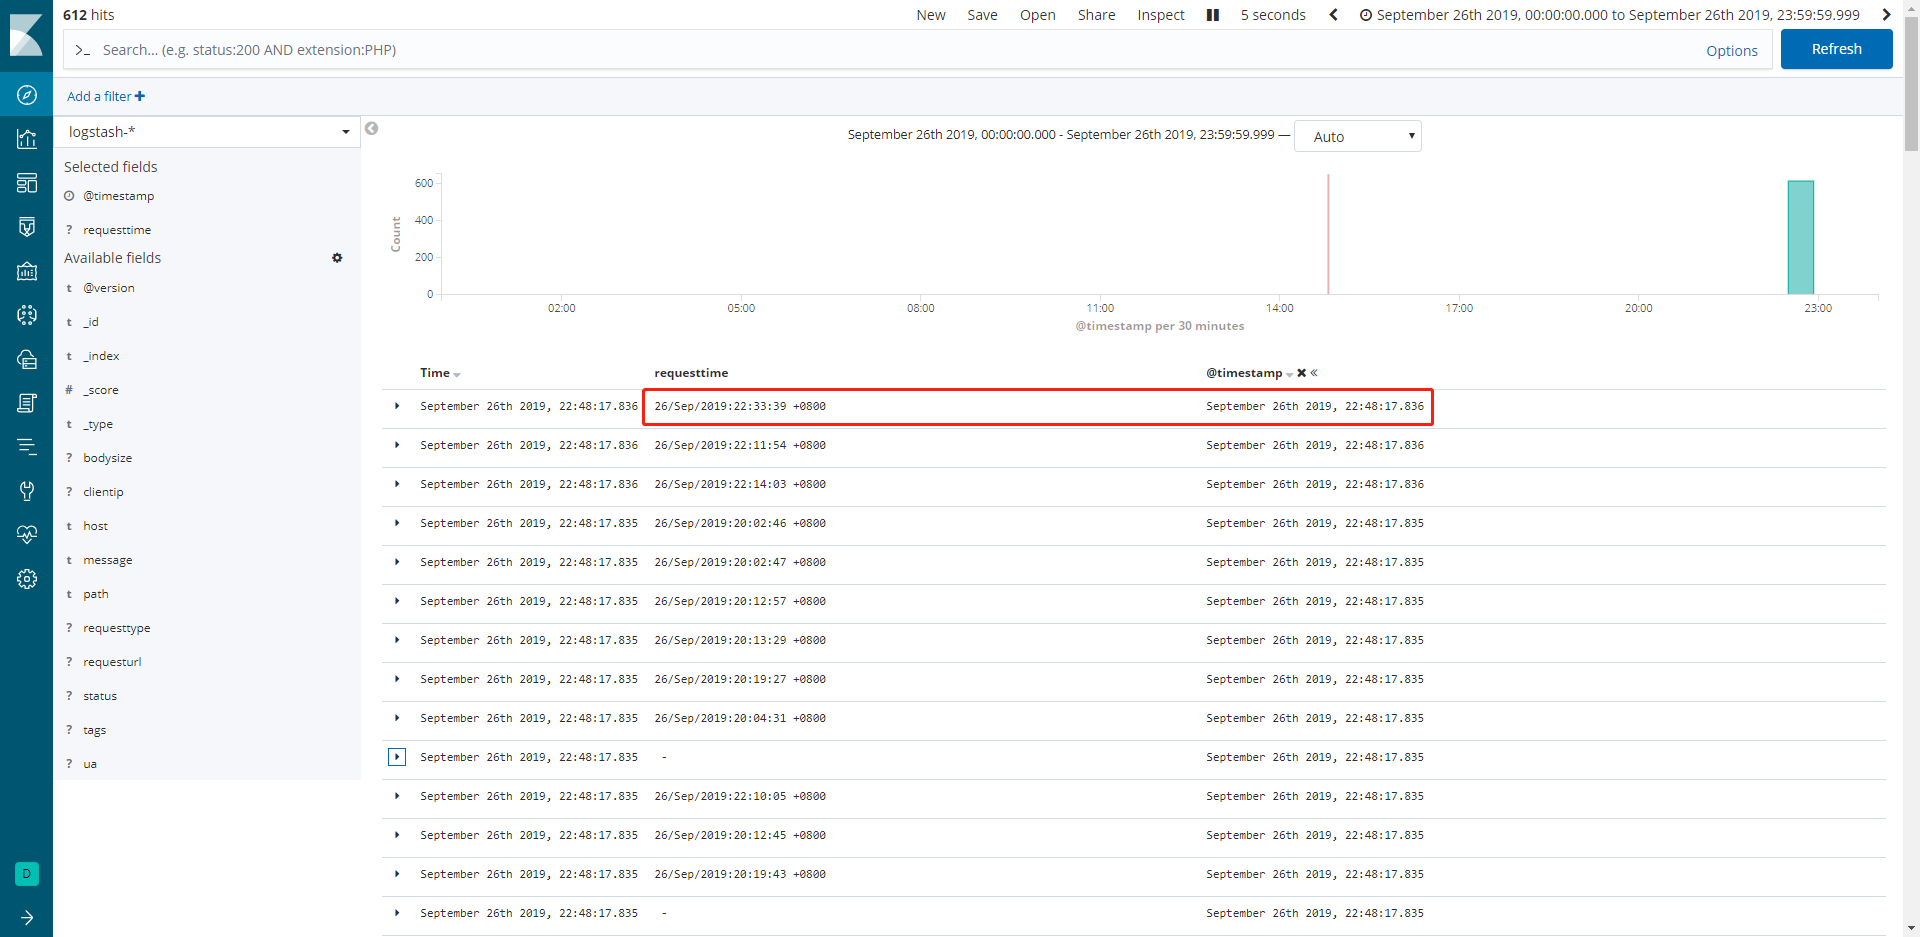 612 hits
New Save Open Share Inspect 5 seconds September 26th 2019, 00:00:00.000 to September 26th 2019, 23:59:59.999
>_ Search... (e.g. status:200 AND extension:PHP) Options Refresh
Add a filter +
logstash-*
Selected fields
@timestamp
? requesttime
Available fields
t @version
t _id
t _index
# _score
t _type
? bodysize
? clientip
t host
t message
t path
? requesttype
? requesturl
? status
? tags
? ua
D
September 26th 2019, 00:00:00.000 - September 26th 2019, 23:59:59.999 — Auto
Count
600
400
200
0
02:00 05:00 08:00 11:00 14:00 17:00 20:00 23:00
@timestamp per 30 minutes
Time requesttime @timestamp
September 26th 2019, 22:48:17.836 26/Sep/2019:22:33:39 +0800 September 26th 2019, 22:48:17.836
September 26th 2019, 22:48:17.836 26/Sep/2019:22:11:54 +0800 September 26th 2019, 22:48:17.836
September 26th 2019, 22:48:17.836 26/Sep/2019:22:14:03 +0800 September 26th 2019, 22:48:17.836
September 26th 2019, 22:48:17.835 26/Sep/2019:20:02:46 +0800 September 26th 2019, 22:48:17.835
September 26th 2019, 22:48:17.835 26/Sep/2019:20:02:47 +0800 September 26th 2019, 22:48:17.835
September 26th 2019, 22:48:17.835 26/Sep/2019:20:12:57 +0800 September 26th 2019, 22:48:17.835
September 26th 2019, 22:48:17.835 26/Sep/2019:20:13:29 +0800 September 26th 2019, 22:48:17.835
September 26th 2019, 22:48:17.835 26/Sep/2019:20:19:27 +0800 September 26th 2019, 22:48:17.835
September 26th 2019, 22:48:17.835 26/Sep/2019:20:04:31 +0800 September 26th 2019, 22:48:17.835
September 26th 2019, 22:48:17.835 - September 26th 2019, 22:48:17.835
September 26th 2019, 22:48:17.835 26/Sep/2019:22:10:05 +0800 September 26th 2019, 22:48:17.835
September 26th 2019, 22:48:17.835 26/Sep/2019:20:12:45 +0800 September 26th 2019, 22:48:17.835
September 26th 2019, 22:48:17.835 26/Sep/2019:20:19:43 +0800 September 26th 2019, 22:48:17.835
September 26th 2019, 22:48:17.835 - September 26th 2019, 22:48:17.835